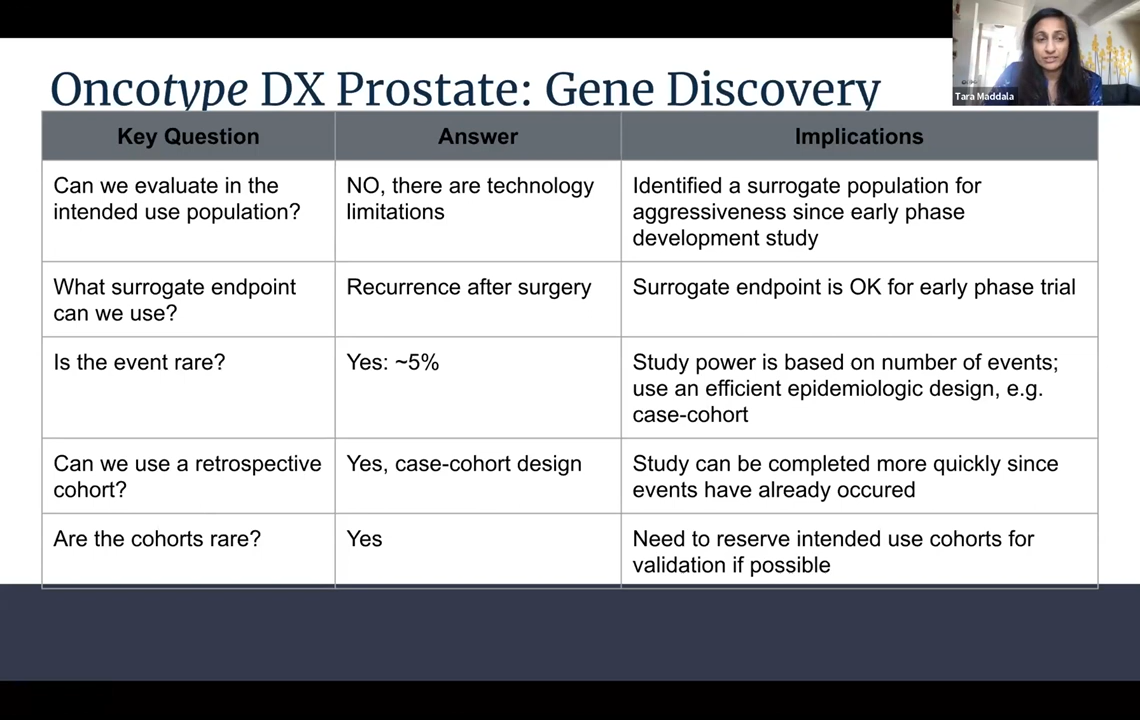 Oncotype DX Prostate: Gene Discovery
Tara Maddala
Key Question
Answer
Implications
Can we evaluate in the
intended use population?
NO, there are technology
limitations
Identified a surrogate population for
aggressiveness since early phase
development study
What surrogate endpoint
can we use?
Recurrence after surgery
Surrogate endpoint is OK for early phase trial
Is the event rare?
Yes: ~5%
Study power is based on number of events;
use an efficient epidemiologic design, e.g.
case-cohort
Can we use a retrospective
cohort?
Yes, case-cohort design
Study can be completed more quickly since
events have already occured
Are the cohorts rare?
Yes
Need to reserve intended use cohorts for
validation if possible